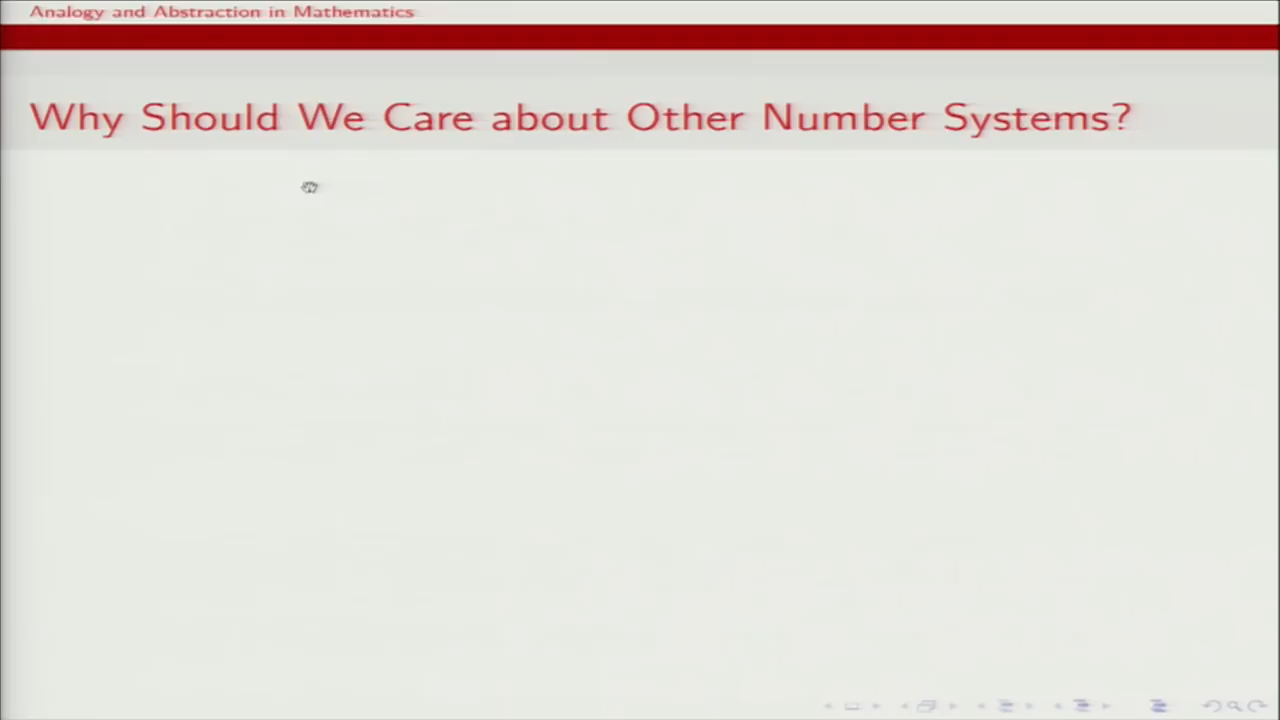 Analogy and Abstraction in Mathematics
Why Should We Care about Other Number Systems?